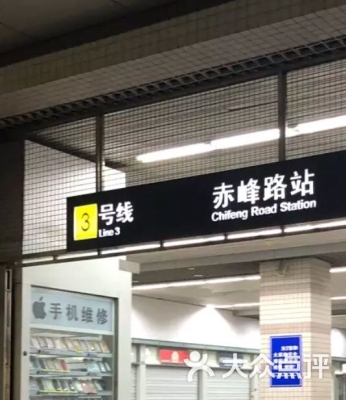 3
号线
Line 3
赤峰路站
Chifeng Road Station
手机维修
大众点评